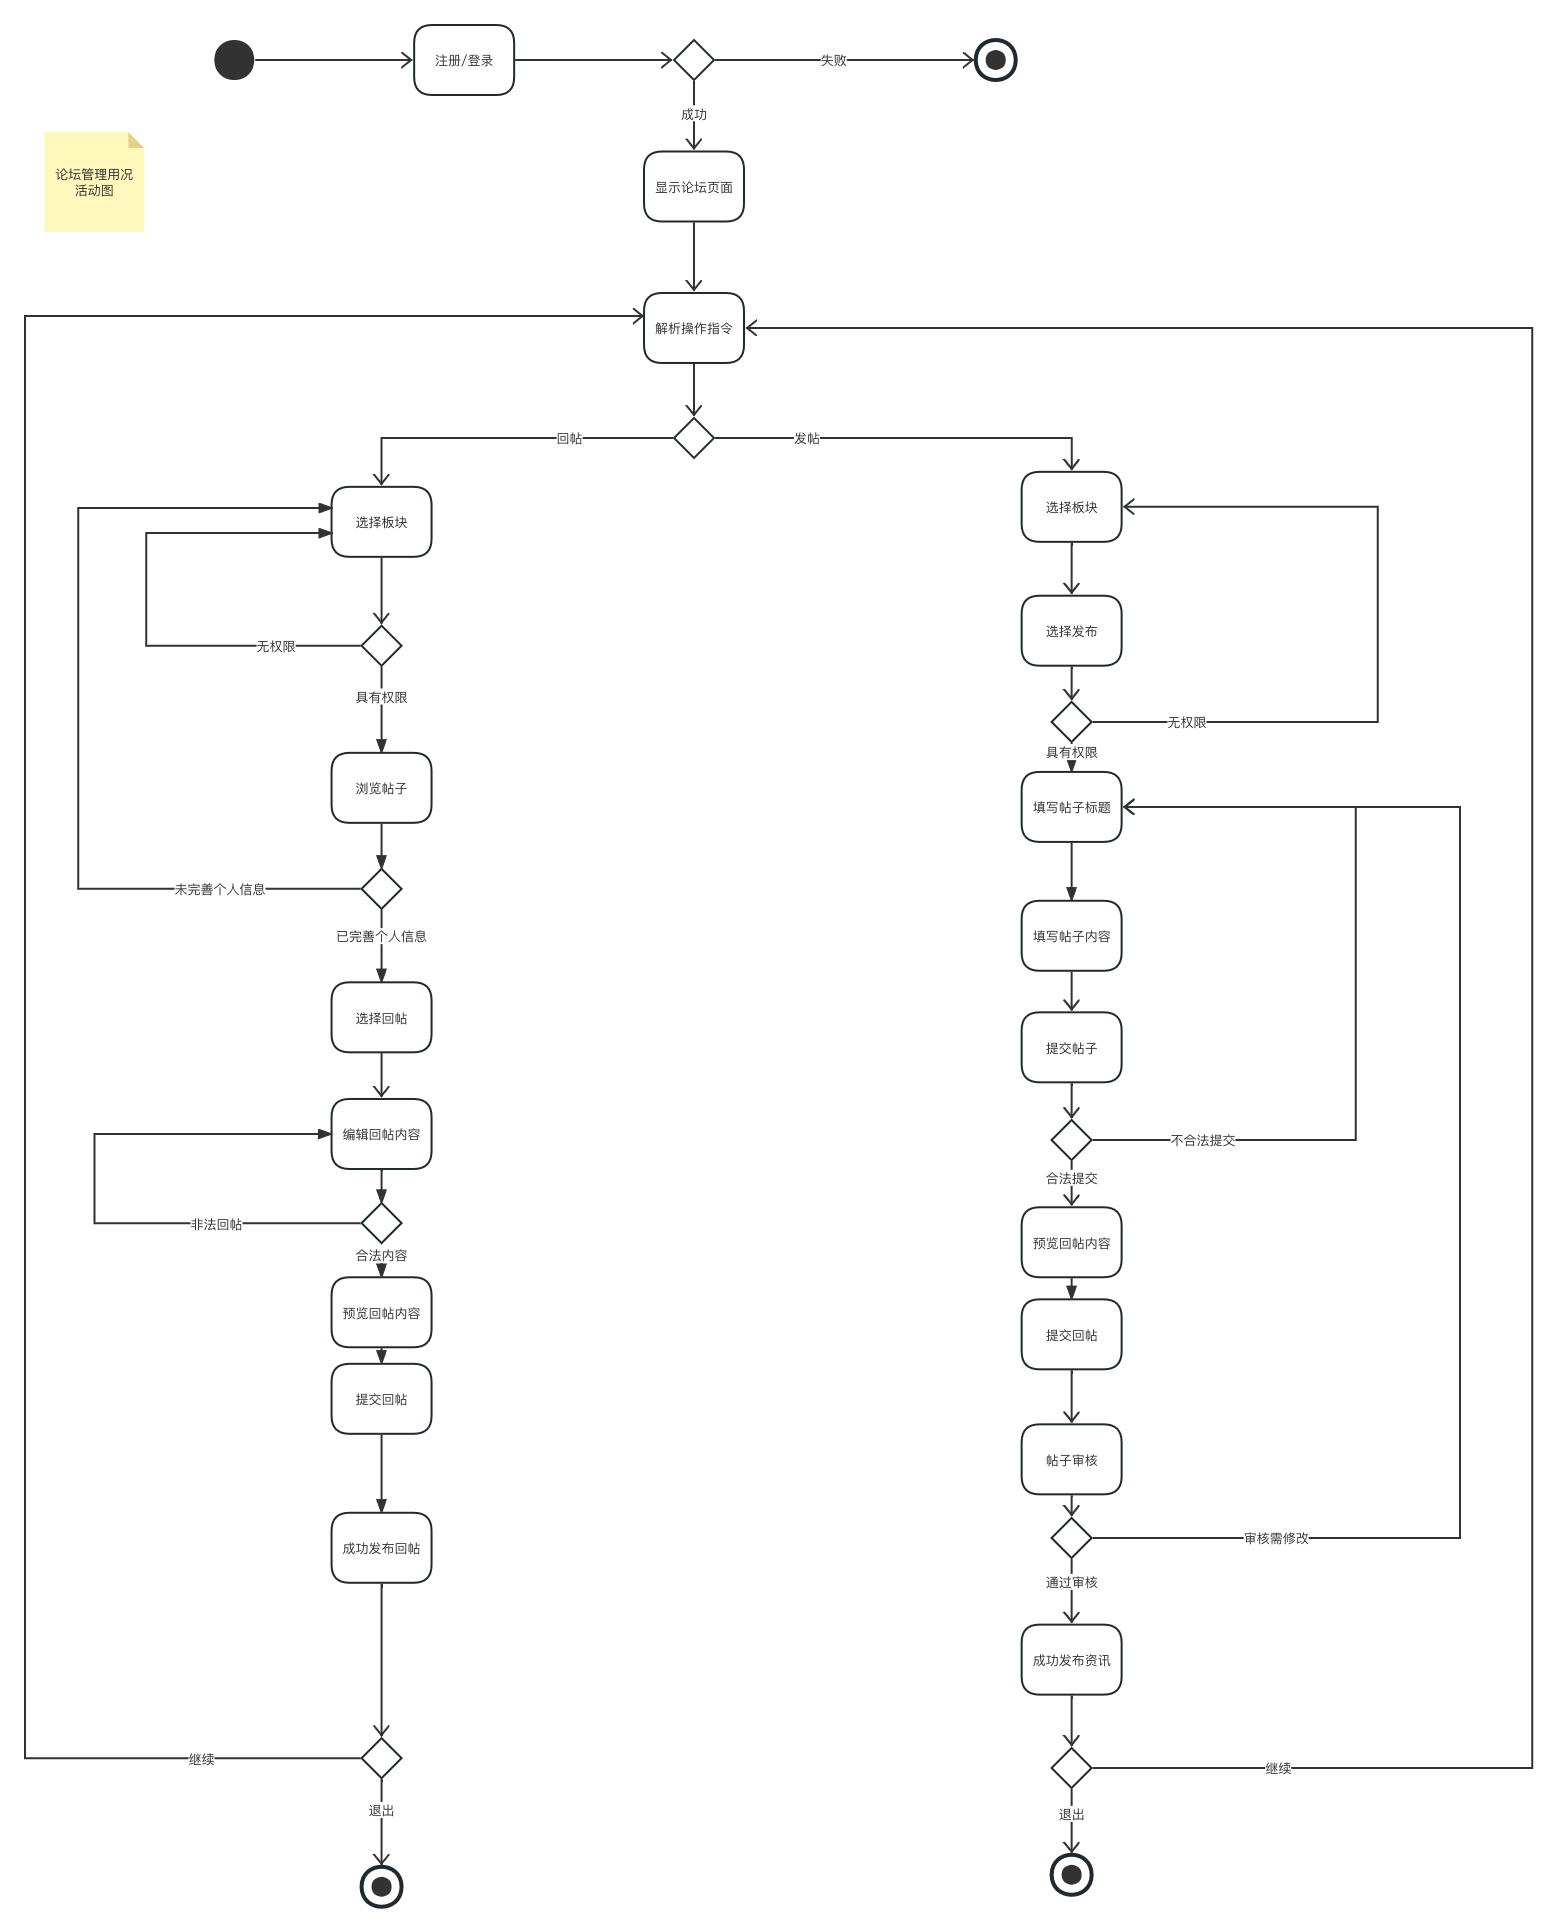 注册/登录
失败
成功
论坛管理用况
活动图
显示论坛页面
解析操作指令
回帖
发帖
选择板块
选择板块
选择发布
无权限
具有权限
无权限
具有权限
浏览帖子
填写帖子标题
未完善个人信息
已完善个人信息
填写帖子内容
选择回帖
提交帖子
编辑回帖内容
不合法提交
合法提交
非法回帖
合法内容
预览回帖内容
预览回帖内容
提交回帖
提交回帖
帖子审核
审核需修改
成功发布回帖
通过审核
成功发布资讯
继续
继续
退出
退出